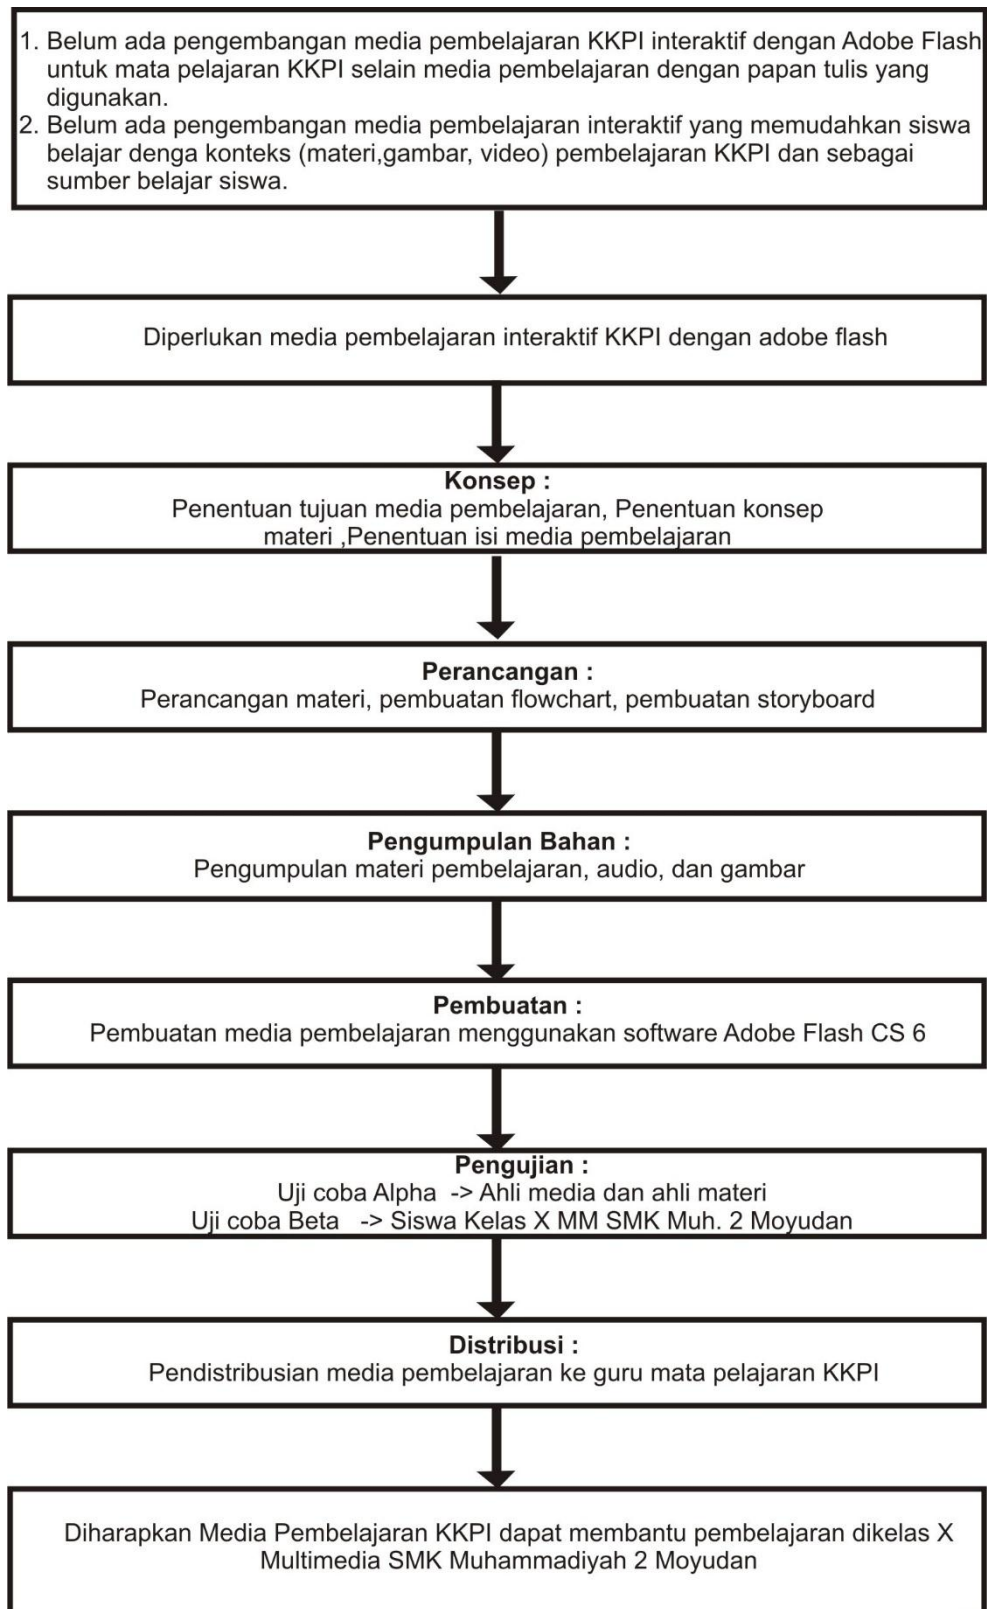 1. Belum ada pengembangan media pembelajaran KKPI interaktif dengan Adobe Flash
untuk mata pelajaran KKPI selain media pembelajaran dengan papan tulis yang
digunakan.
2. Belum ada pengembangan media pembelajaran interaktif yang memudahkan siswa
belajar denga konteks (materi,gambar, video) pembelajaran KKPI dan sebagai
sumber belajar siswa.
Diperlukan media pembelajaran interaktif KKPI dengan adobe flash
Konsep :
Penentuan tujuan media pembelajaran, Penentuan konsep
materi ,Penentuan isi media pembelajaran
Perancangan :
Perancangan materi, pembuatan flowchart, pembuatan storyboard
Pengumpulan Bahan :
Pengumpulan materi pembelajaran, audio, dan gambar
Pembuatan :
Pembuatan media pembelajaran menggunakan software Adobe Flash CS 6
Pengujian :
Uji coba Alpha -> Ahli media dan ahli materi
Uji coba Beta -> Siswa Kelas X MM SMK Muh. 2 Moyudan
Distribusi :
Pendistribusian media pembelajaran ke guru mata pelajaran KKPI
Diharapkan Media Pembelajaran KKPI dapat membantu pembelajaran dikelas X
Multimedia SMK Muhammadiyah 2 Moyudan